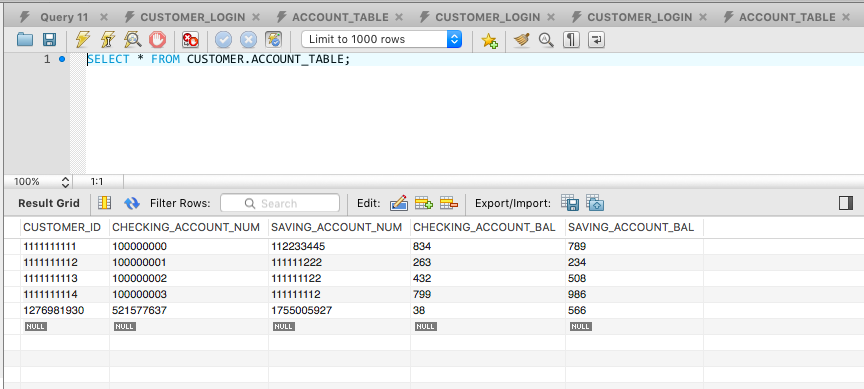 Query 11 CUSTOMER_LOGIN ACCOUNT_TABLE CUSTOMER_LOGIN CUSTOMER_LOGIN ACCOUNT_TABLE
Limit to 1000 rows
1 SELECT * FROM CUSTOMER.ACCOUNT_TABLE;
100% 1:1
Result Grid Filter Rows: Search Edit: Export/Import:
CUSTOMER_ID CHECKING_ACCOUNT_NUM SAVING_ACCOUNT_NUM CHECKING_ACCOUNT_BAL SAVING_ACCOUNT_BAL
1111111111 100000000 112233445 834 789
1111111112 100000001 111111222 263 234
1111111113 100000002 111111122 432 508
1111111114 100000003 111111112 799 986
1276981930 521577637 1755005927 38 566
NULL NULL NULL NULL NULL